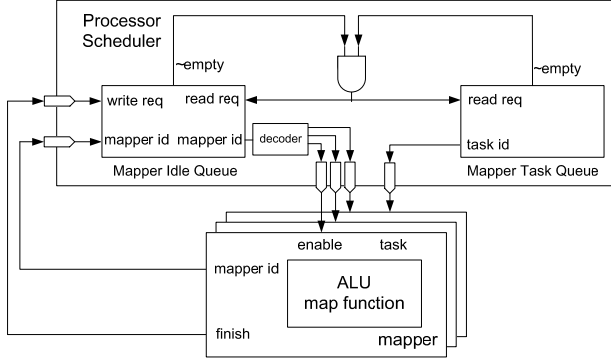 Processor
Scheduler
~empty
~empty
write req
read req
read req
mapper id
mapper id
decoder
task id
Mapper Idle Queue
Mapper Task Queue
enable
task
mapper id
ALU
map function
finish
mapper